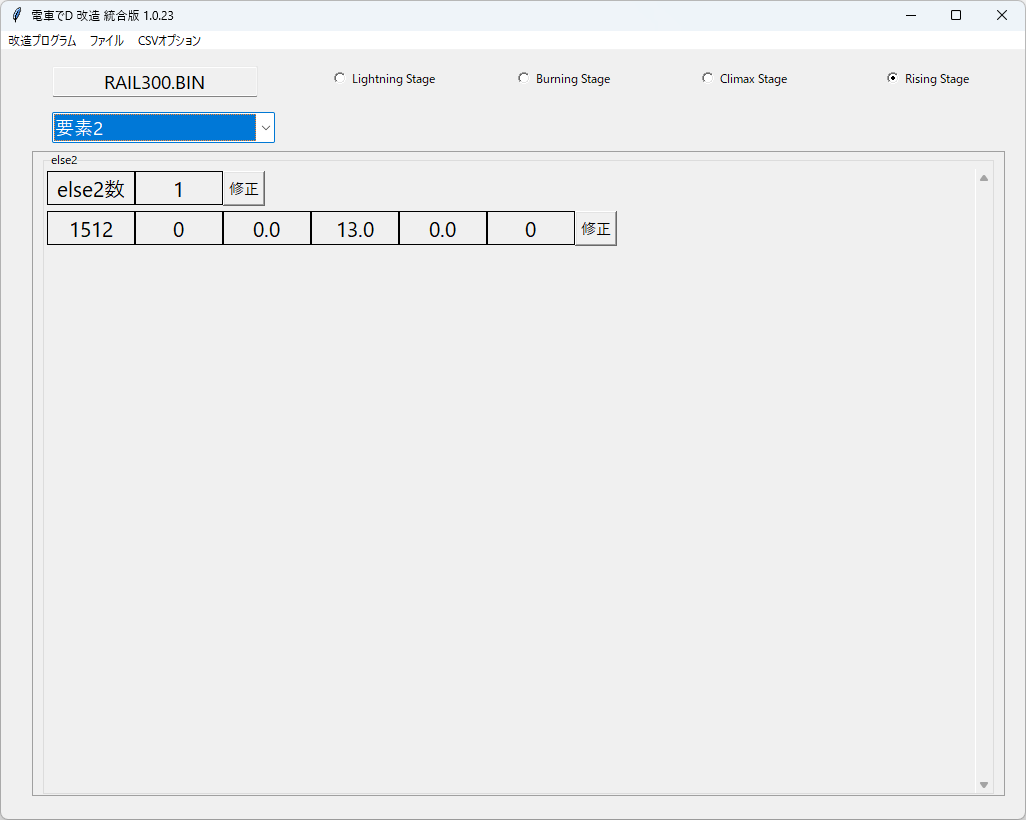 電車でD 改造 統合版 1.0.23
改造プログラム ファイル CSVオプション
RAIL300.BIN Lightning Stage Burning Stage Climax Stage Rising Stage
要素2
else2
else2数 1 修正
1512 0 0.0 13.0 0.0 0 修正